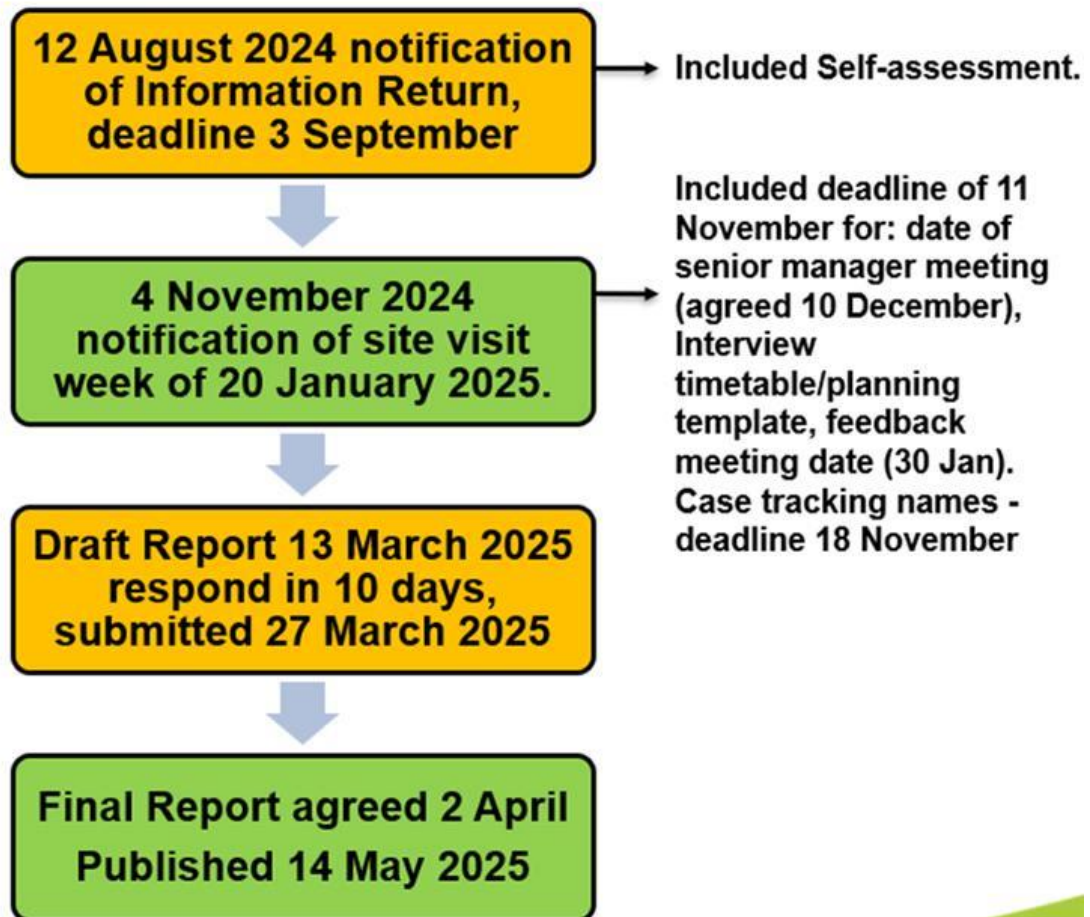 12 August 2024 notification
of Information Return,
deadline 3 September
Included Self-assessment.
4 November 2024
notification of site visit
week of 20 January 2025.
Included deadline of 11
November for: date of
senior manager meeting
(agreed 10 December),
Interview
timetable/planning
template, feedback
meeting date (30 Jan).
Case tracking names -
deadline 18 November
Draft Report 13 March 2025
respond in 10 days,
submitted 27 March 2025
Final Report agreed 2 April
Published 14 May 2025